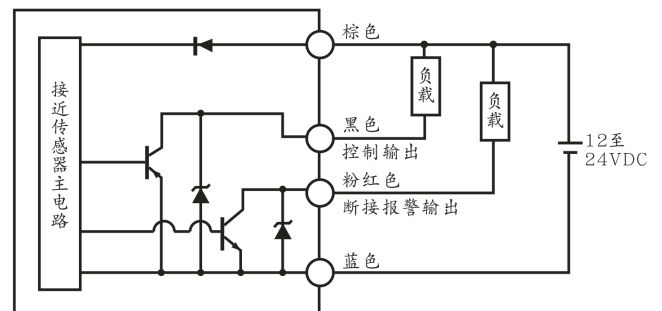 接近传感器主电路
棕色
负载
负载
黑色
控制输出
粉红色
断接报警输出
蓝色
12至
24VDC